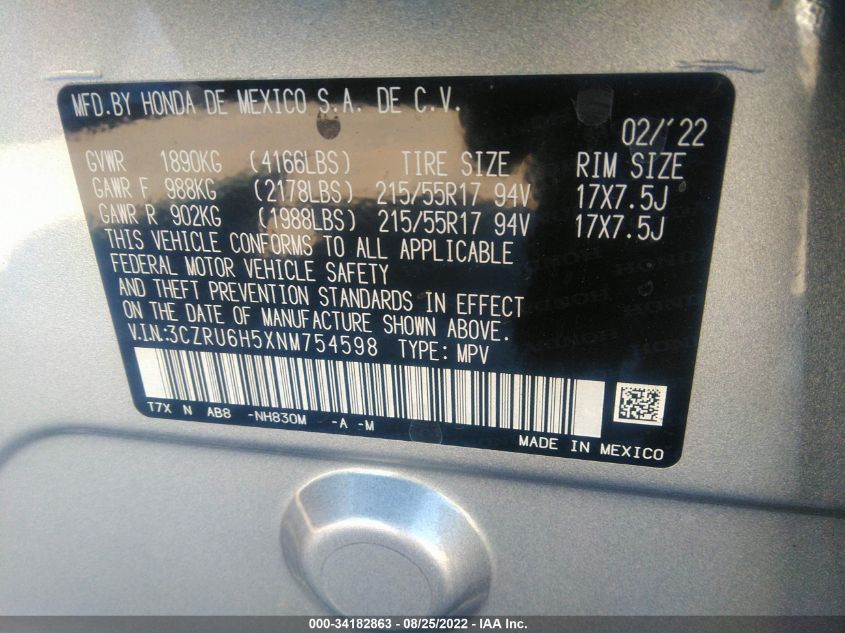 MFD.BY HONDA DE MEXICO S.A. DE C.V.
02/'22
GVWR 1890KG (4166LBS) TIRE SIZE RIM SIZE
GAWR F 988KG (2178LBS) 215/55R17 94V 17X7.5J
GAWR R 902KG (1988LBS) 215/55R17 94V 17X7.5J
THIS VEHICLE CONFORMS TO ALL APPLICABLE
FEDERAL MOTOR VEHICLE SAFETY
AND THEFT PREVENTION STANDARDS IN EFFECT
ON THE DATE OF MANUFACTURE SHOWN ABOVE.
V.I.N.:3CZRU6H5XNM754598 TYPE: MPV
T7X N AB8 -NH830M -A -M
MADE IN MEXICO
000-34182863 - 08/25/2022 - IAA Inc.